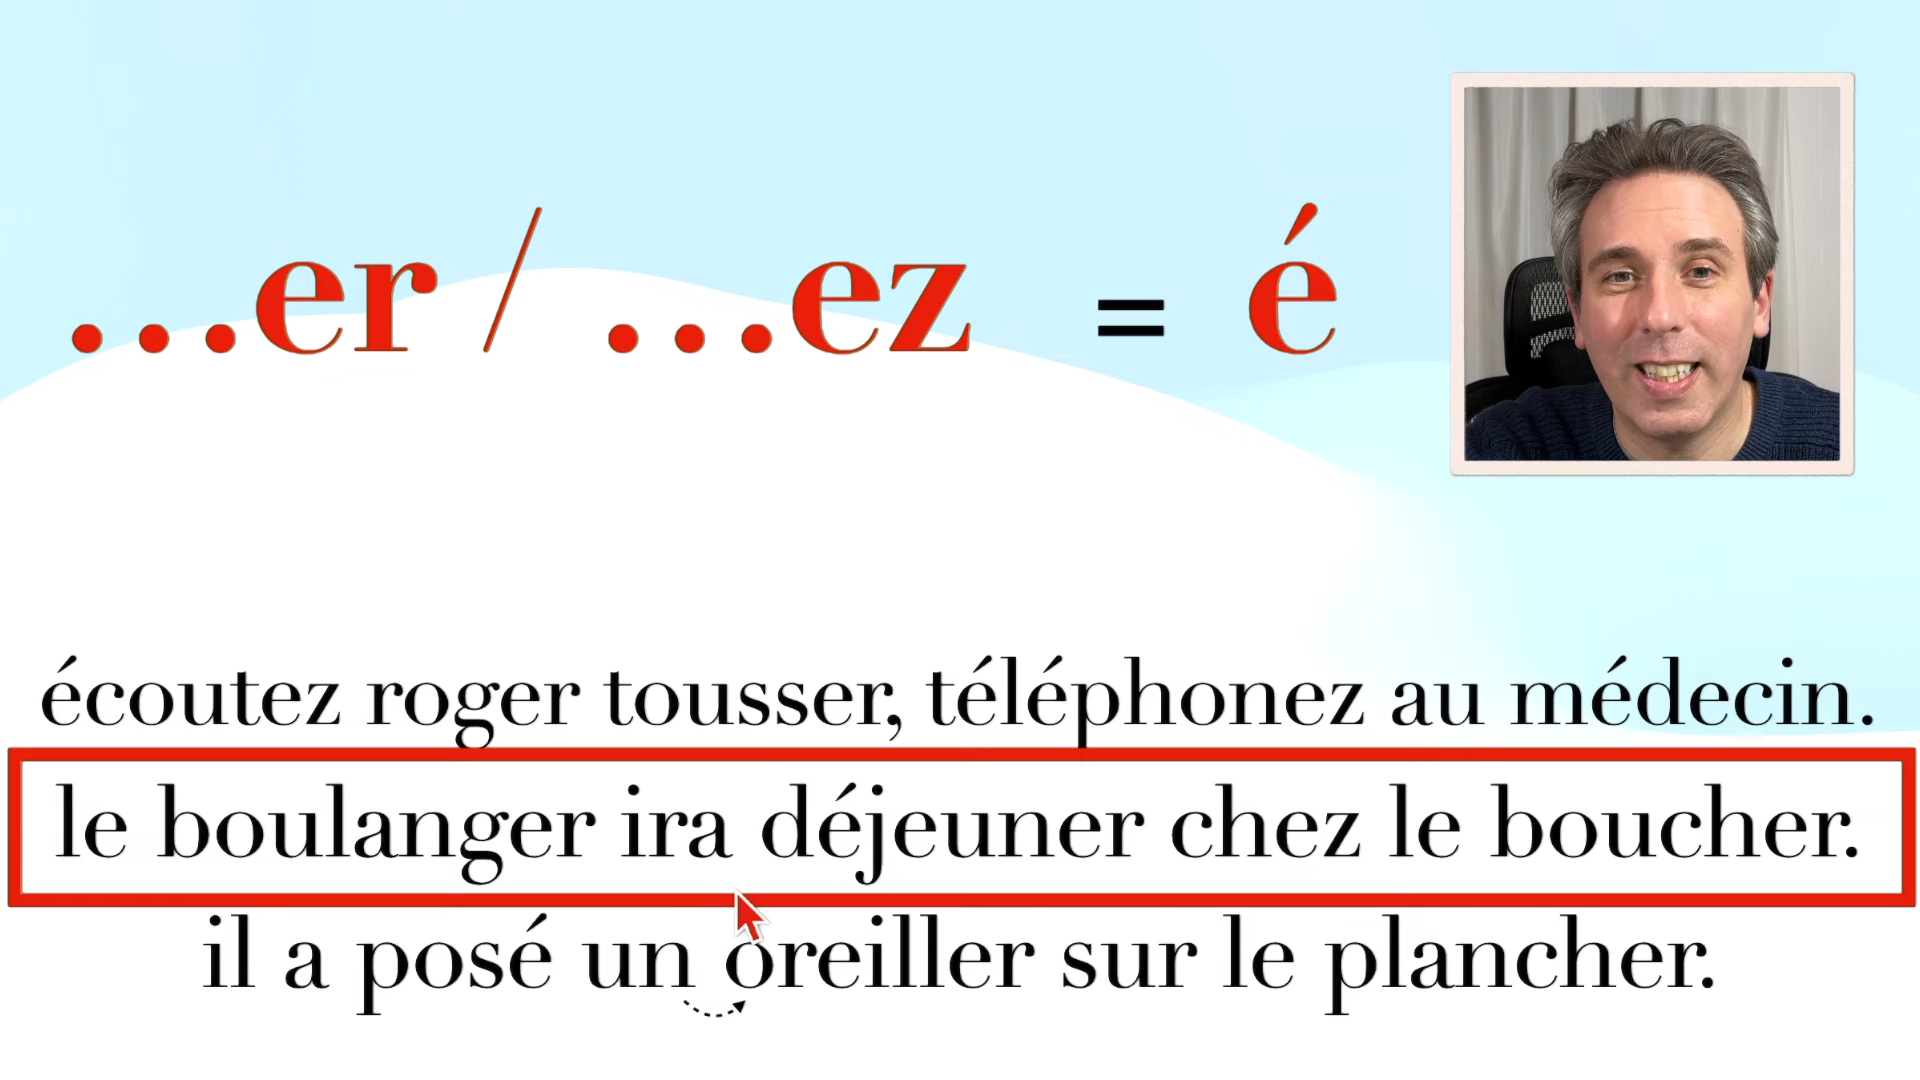 ...er / ...ez = é
écoutez roger tousser, téléphonez au médecin.
le boulanger ira déjeuner chez le boucher.
il a posé un oreiller sur le plancher.